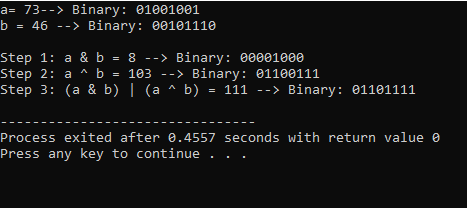 a= 73--> Binary: 01001001
b = 46 --> Binary: 00101110
Step 1: a & b = 8 --> Binary: 00001000
Step 2: a ^ b = 103 --> Binary: 01100111
Step 3: (a & b) | (a ^ b) = 111 --> Binary: 01101111
--------------------------------
Process exited after 0.4557 seconds with return value 0
Press any key to continue . . .